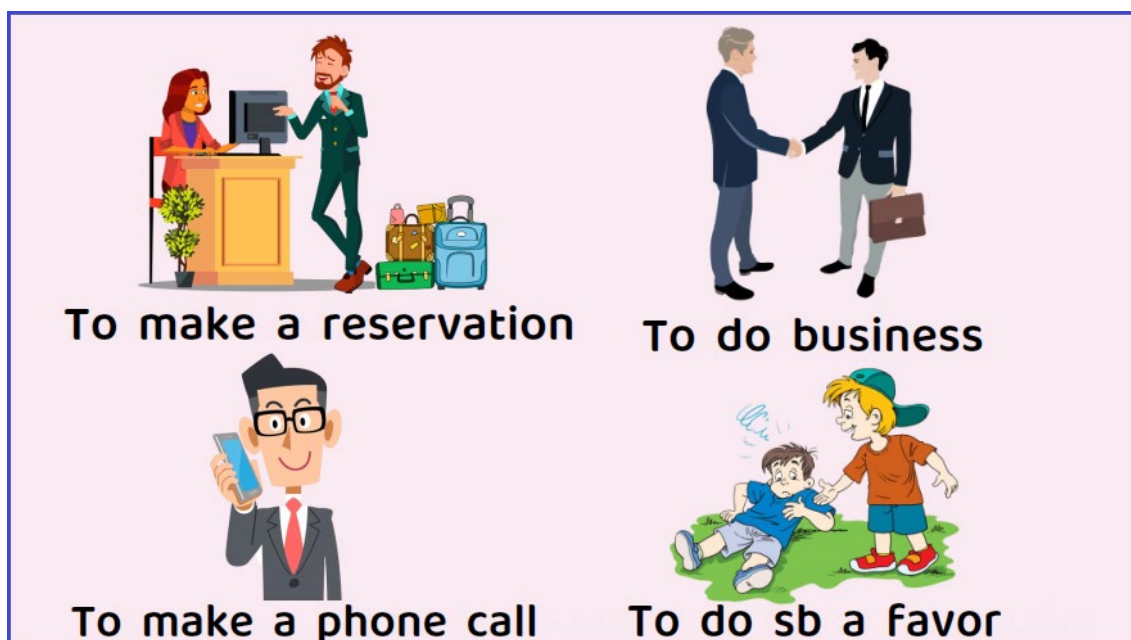 To make a reservation
To do business
To make a phone call
To do sb a favor